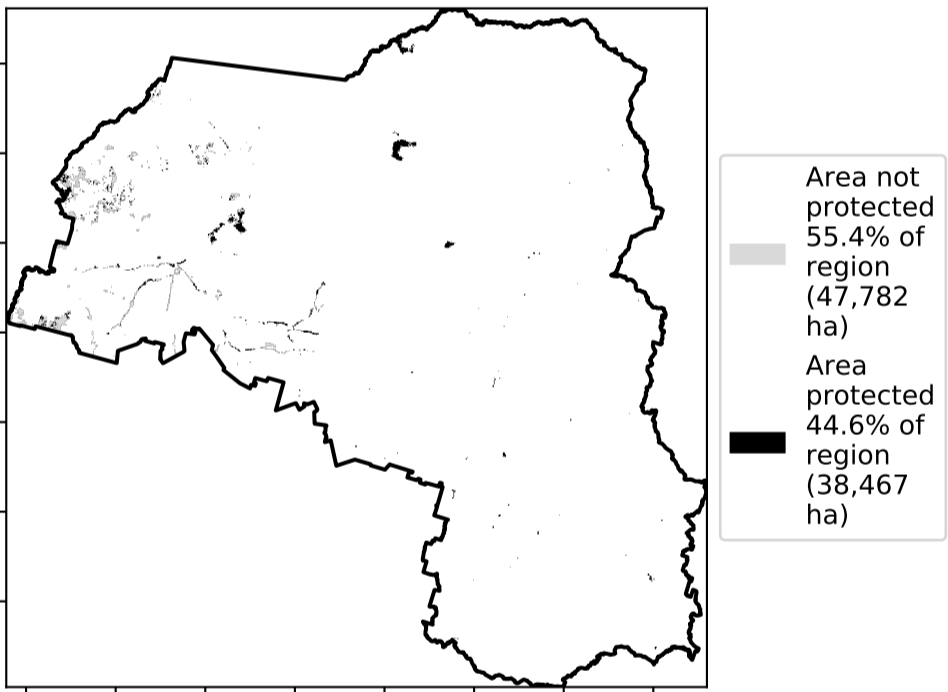 Area not
protected
55.4% of
region
(47,782
ha)
Area
protected
44.6% of
region
(38,467
ha)